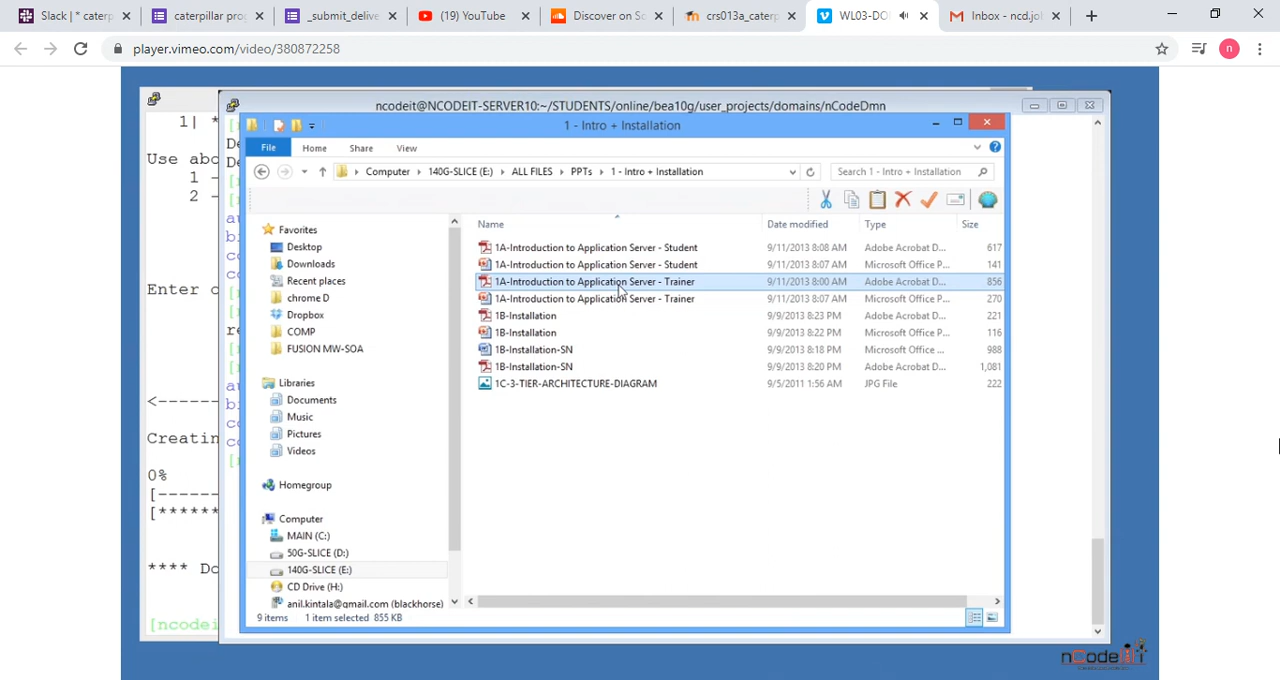 Slack | * caterp
caterpillar pro
_submit_delive
(19) YouTube
Discover on So
crs013a_caterp
WL03-DO
Inbox - ncd.jo
player.vimeo.com/video/380872258
n
ncodeit@NCODEIT-SERVER10:~/STUDENTS/online/bea10g/user_projects/domains/nCodeDmn
1 - Intro + Installation
File Home Share View
Computer 140G-SLICE (E:) ALL FILES PPTs 1 - Intro + Installation
Search 1 - Intro + Installation
Name Date modified Type Size
1A-Introduction to Application Server - Student 9/11/2013 8:08 AM Adobe Acrobat D... 617
1A-Introduction to Application Server - Student 9/11/2013 8:07 AM Microsoft Office P... 141
1A-Introduction to Application Server - Trainer 9/11/2013 8:00 AM Adobe Acrobat D... 856
1A-Introduction to Application Server - Trainer 9/11/2013 8:07 AM Microsoft Office P... 270
1B-Installation 9/9/2013 8:23 PM Adobe Acrobat D... 221
1B-Installation 9/9/2013 8:22 PM Microsoft Office P... 116
1B-Installation-SN 9/9/2013 8:18 PM Microsoft Office ... 988
1B-Installation-SN 9/9/2013 8:20 PM Adobe Acrobat D... 1,081
1C-3-TIER-ARCHITECTURE-DIAGRAM 9/5/2011 1:56 AM JPG File 222
Favorites
Desktop
Downloads
Recent places
chrome D
Dropbox
COMP
FUSION MW-SOA
Libraries
Documents
Music
Pictures
Videos
Homegroup
Computer
MAIN (C:)
50G-SLICE (D:)
140G-SLICE (E:)
CD Drive (H:)
anil.kintala@gmail.com (blackhorse)
9 items 1 item selected 855 KB
1| *
Use abo
1 -
2 -
Enter c
<------
Creatin
0%
[-----
[*****
**** Do
[ncodei
nCodeIT